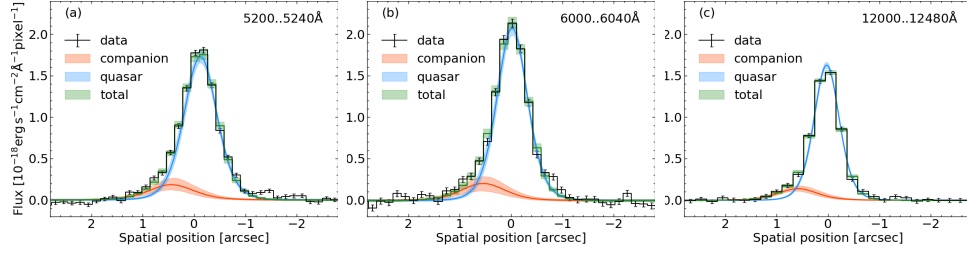 (a) 5200..5240Å
data
companion
quasar
total
Flux [10⁻¹⁸erg s⁻¹cm⁻²Å⁻¹pixel⁻¹]
0.0
0.5
1.0
1.5
2.0
2 1 0 −1 −2
Spatial position [arcsec]
(b) 6000..6040Å
data
companion
quasar
total
0.0
0.5
1.0
1.5
2.0
2 1 0 −1 −2
Spatial position [arcsec]
(c) 12000..12480Å
data
companion
quasar
total
0.0
0.5
1.0
1.5
2.0
2 1 0 −1 −2
Spatial position [arcsec]